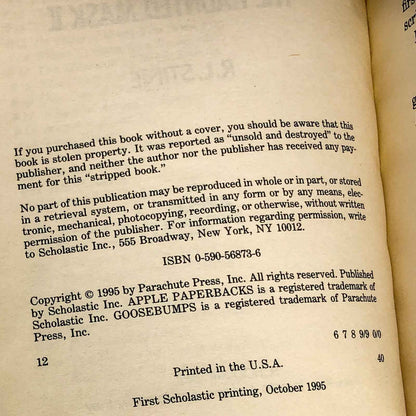 If you purchased this book without a cover, you should be aware that this
book is stolen property. It was reported as "unsold and destroyed" to the
publisher, and neither the author nor the publisher has received any pay-
ment for this "stripped book."
No part of this publication may be reproduced in whole or in part, or stored
in a retrieval system, or transmitted in any form or by any means, elec-
tronic, mechanical, photocopying, recording, or otherwise, without written
permission of the publisher. For information regarding permission, write
to Scholastic Inc., 555 Broadway, New York, NY 10012.
ISBN 0-590-56873-6
Copyright © 1995 by Parachute Press, Inc. All rights reserved. Published
by Scholastic Inc. APPLE PAPERBACKS is a registered trademark of
Scholastic Inc. GOOSEBUMPS is a registered trademark of Parachute
Press, Inc.
12 6 7 8 9/9 0/0
Printed in the U.S.A. 40
First Scholastic printing, October 1995